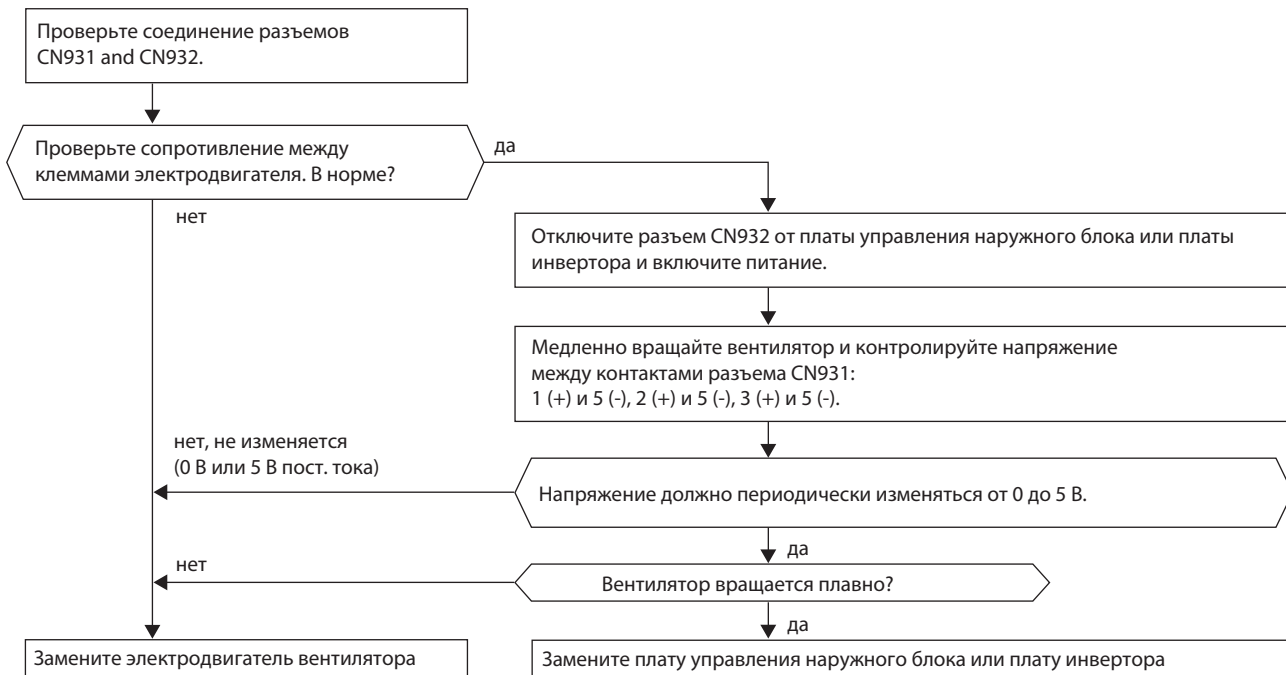 Проверьте соединение разъемов
CN931 and CN932.
Проверьте сопротивление между
клеммами электродвигателя. В норме?
да
нет
Отключите разъем CN932 от платы управления наружного блока или платы
инвертора и включите питание.
Медленно вращайте вентилятор и контролируйте напряжение
между контактами разъема CN931:
1 (+) и 5 (-), 2 (+) и 5 (-), 3 (+) и 5 (-).
нет, не изменяется
(0 В или 5 В пост. тока)
Напряжение должно периодически изменяться от 0 до 5 В.
да
нет
Вентилятор вращается плавно?
да
Замените электродвигатель вентилятора
Замените плату управления наружного блока или плату инвертора